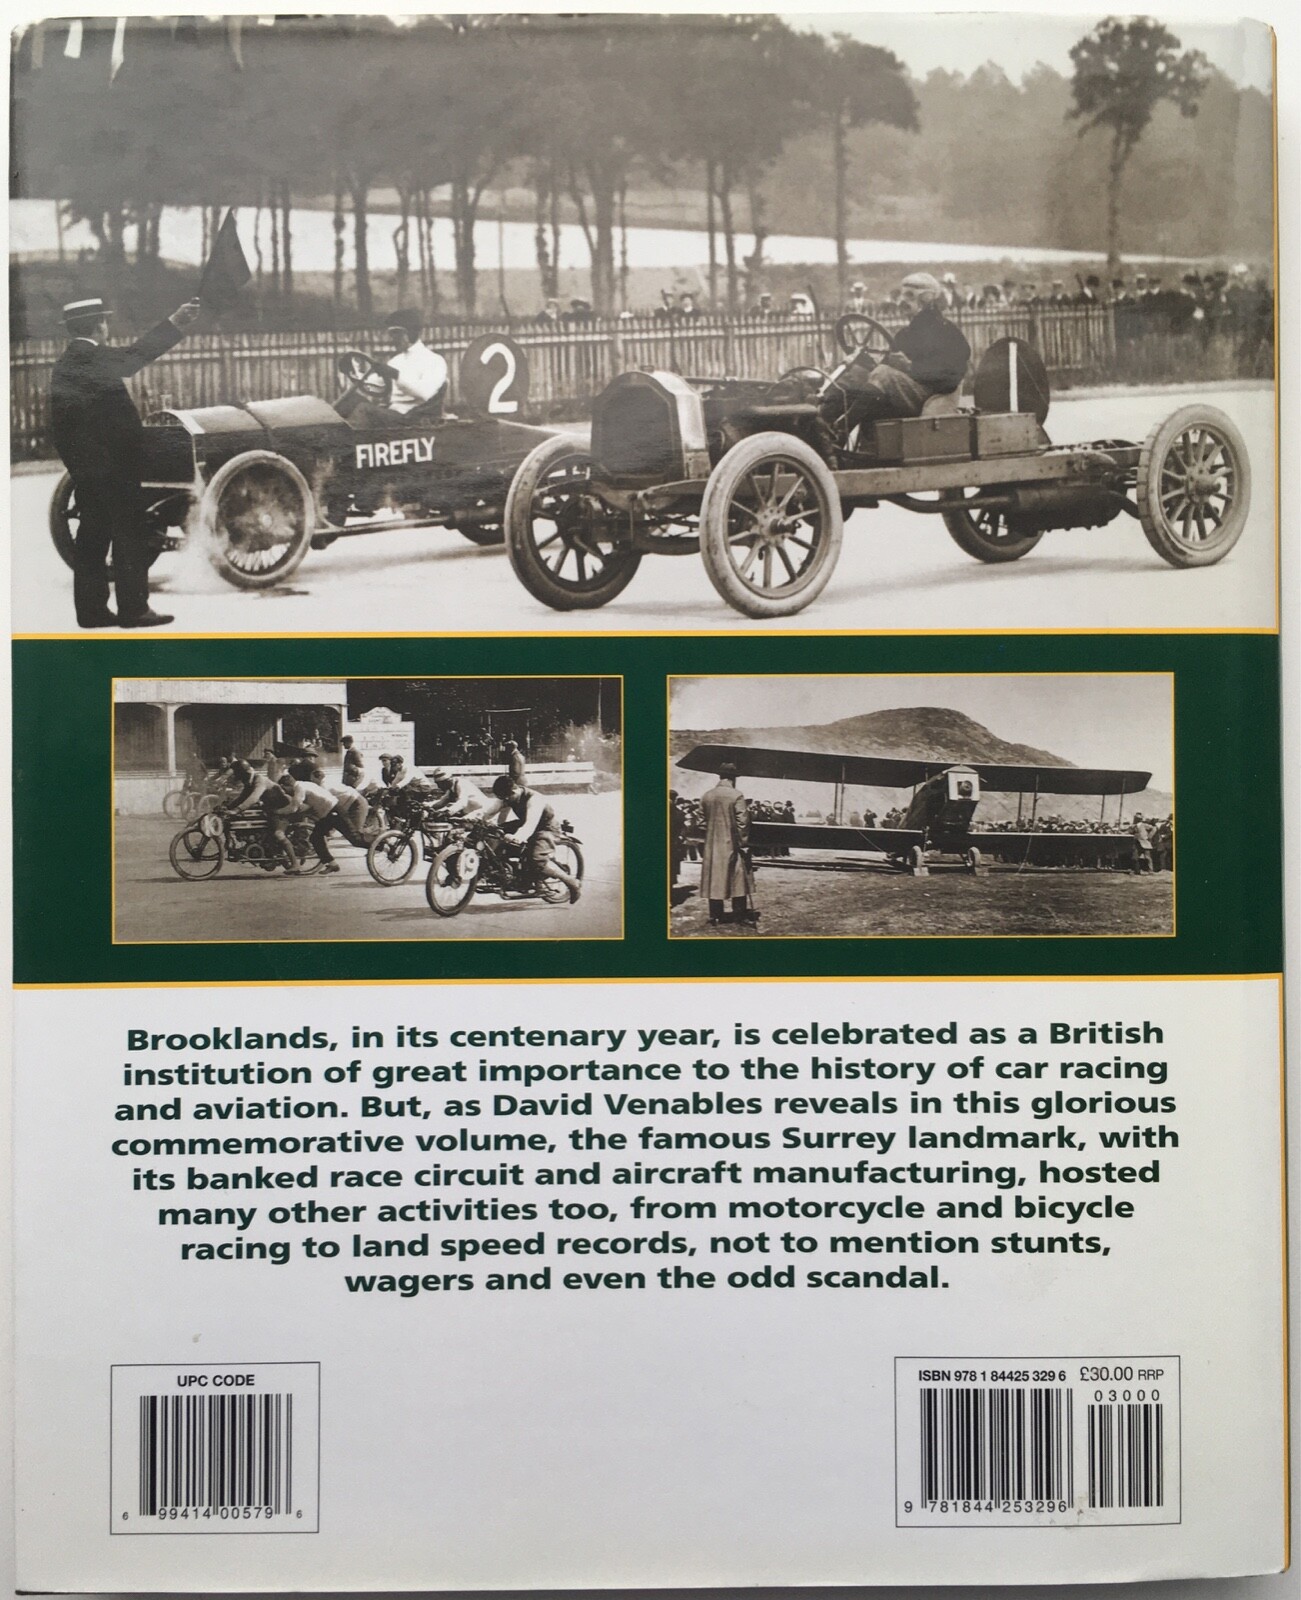 2
1
FIREFLY
Brooklands, in its centenary year, is celebrated as a British
institution of great importance to the history of car racing
and aviation. But, as David Venables reveals in this glorious
commemorative volume, the famous Surrey landmark, with
its banked race circuit and aircraft manufacturing, hosted
many other activities too, from motorcycle and bicycle
racing to land speed records, not to mention stunts,
wagers and even the odd scandal.
UPC CODE
6 99414 00579 6
ISBN 978 1 84425 329 6 £30.00 RRP
03000
9 781844 253296